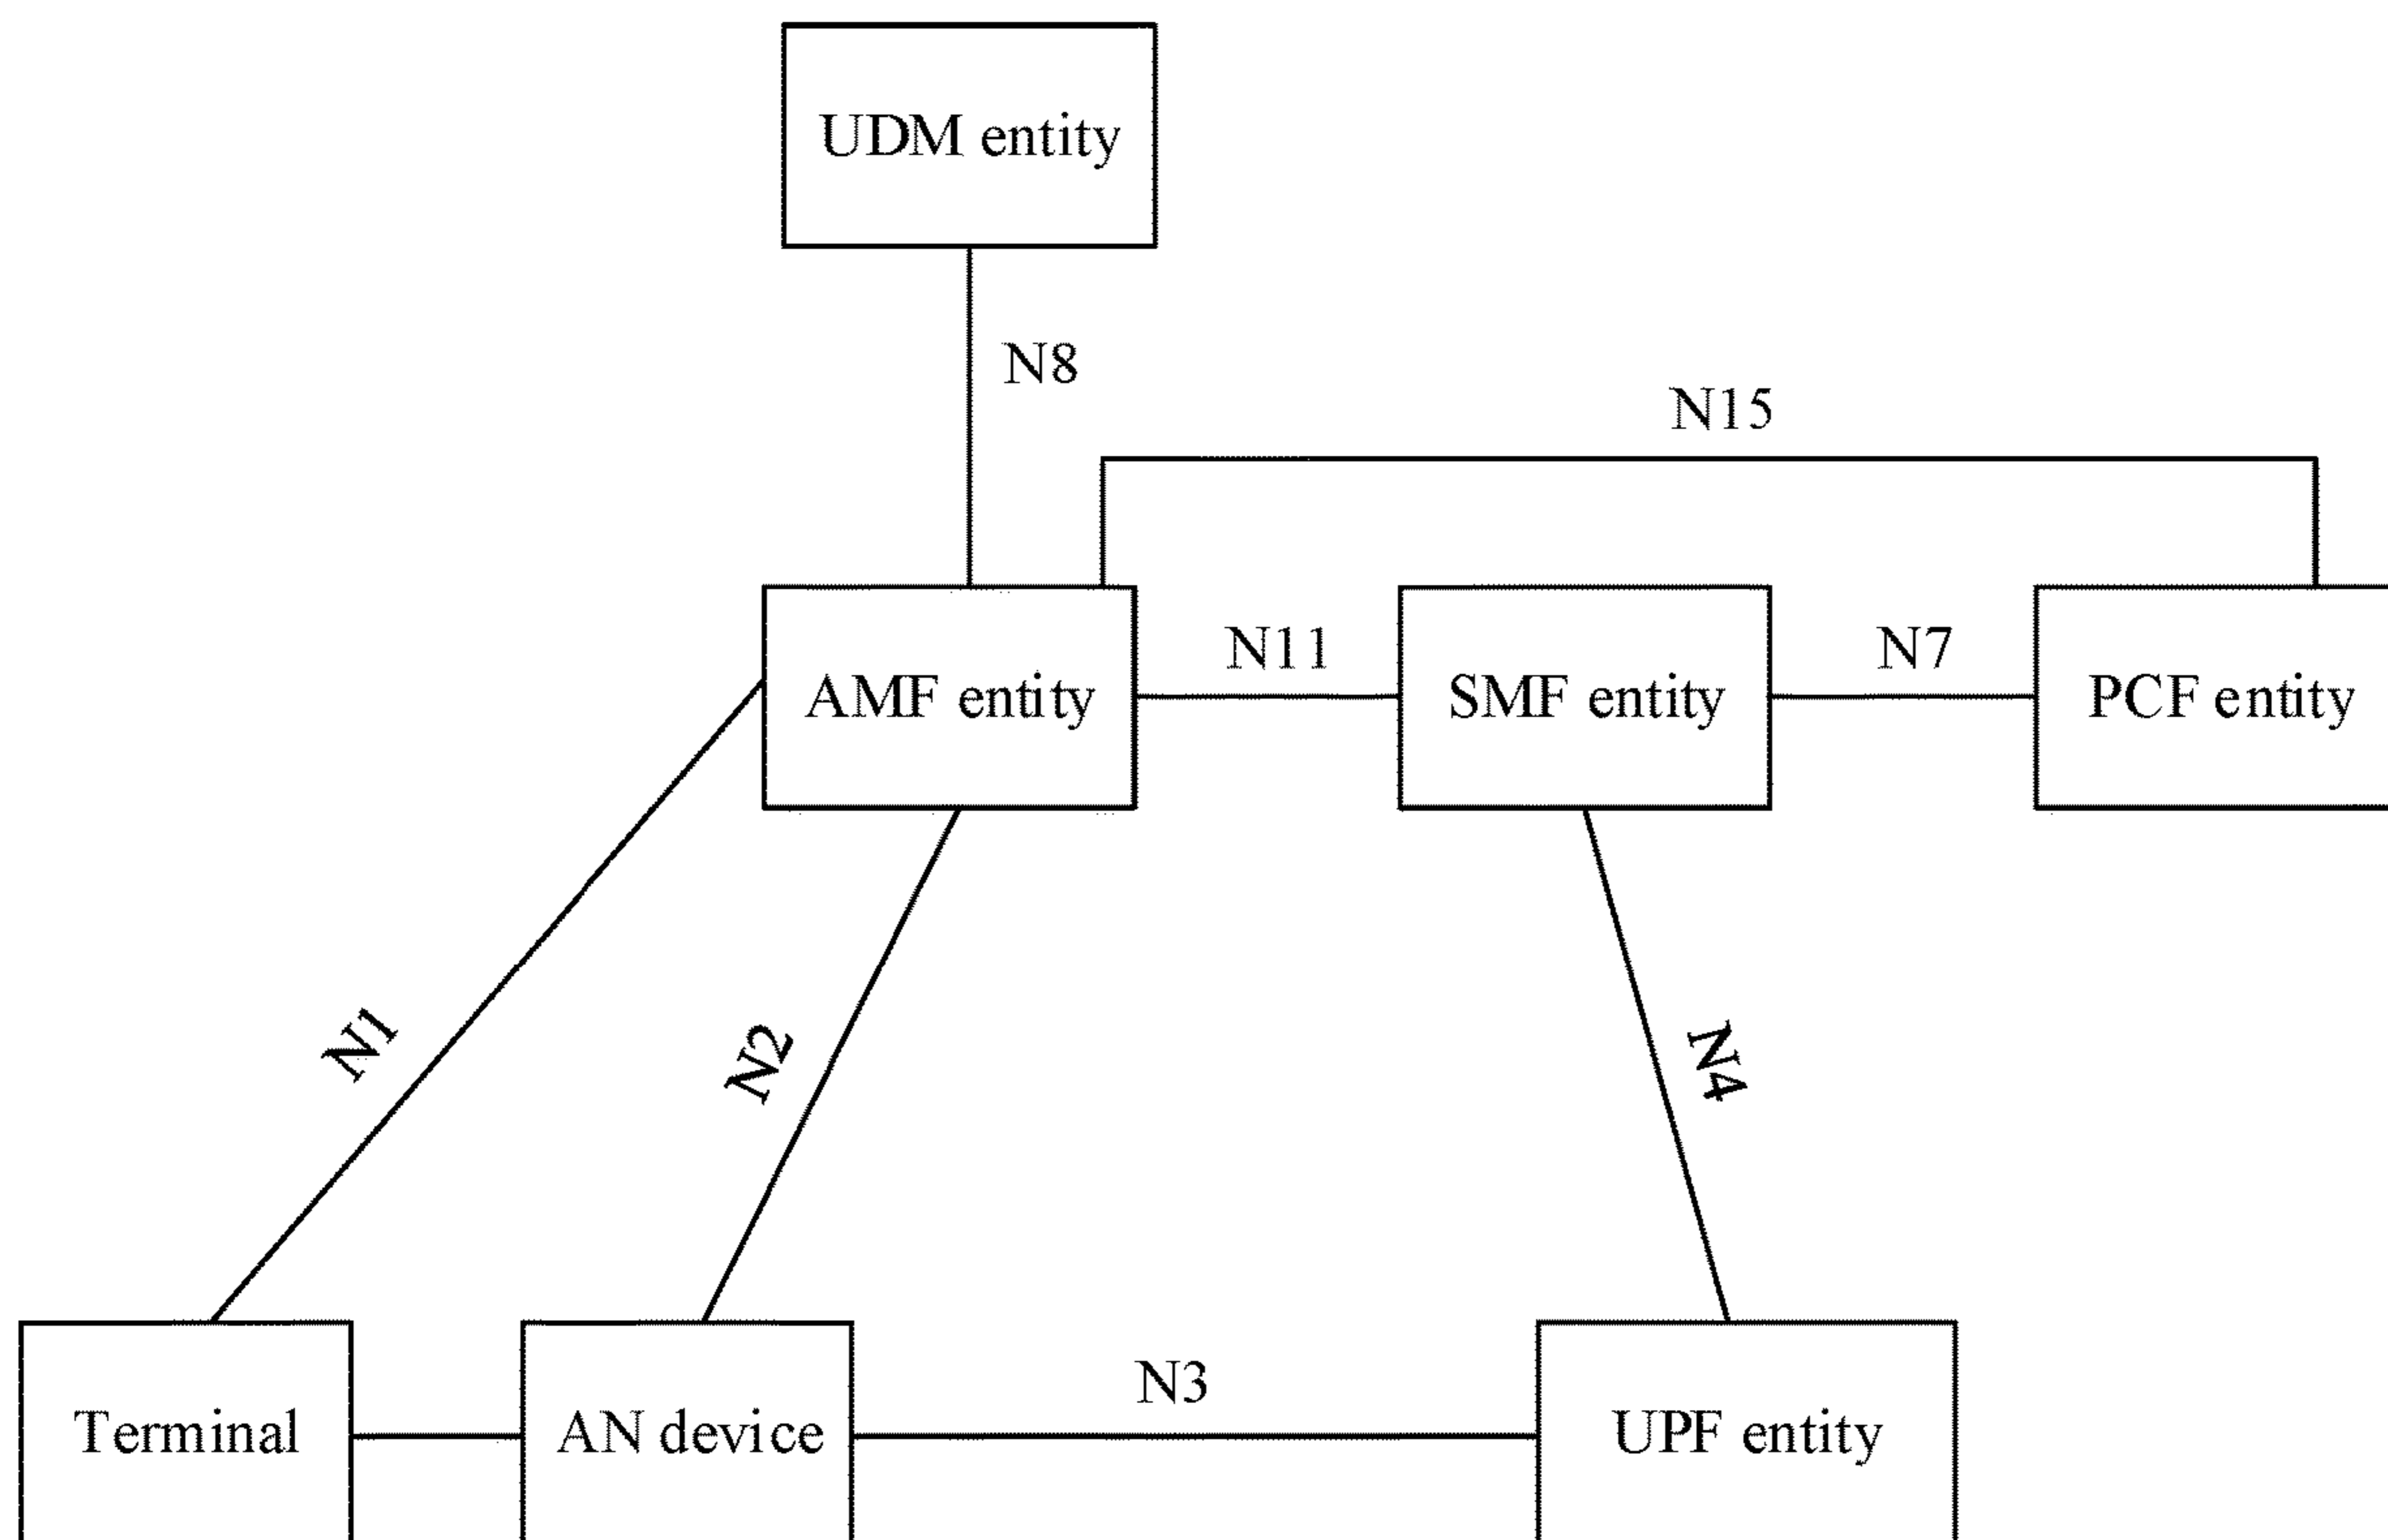 UDM entity
N8
N15
N11
N7
AMF entity
SMF entity
PCF entity
N1
N2
N4
N3
Terminal
AN device
UPF entity